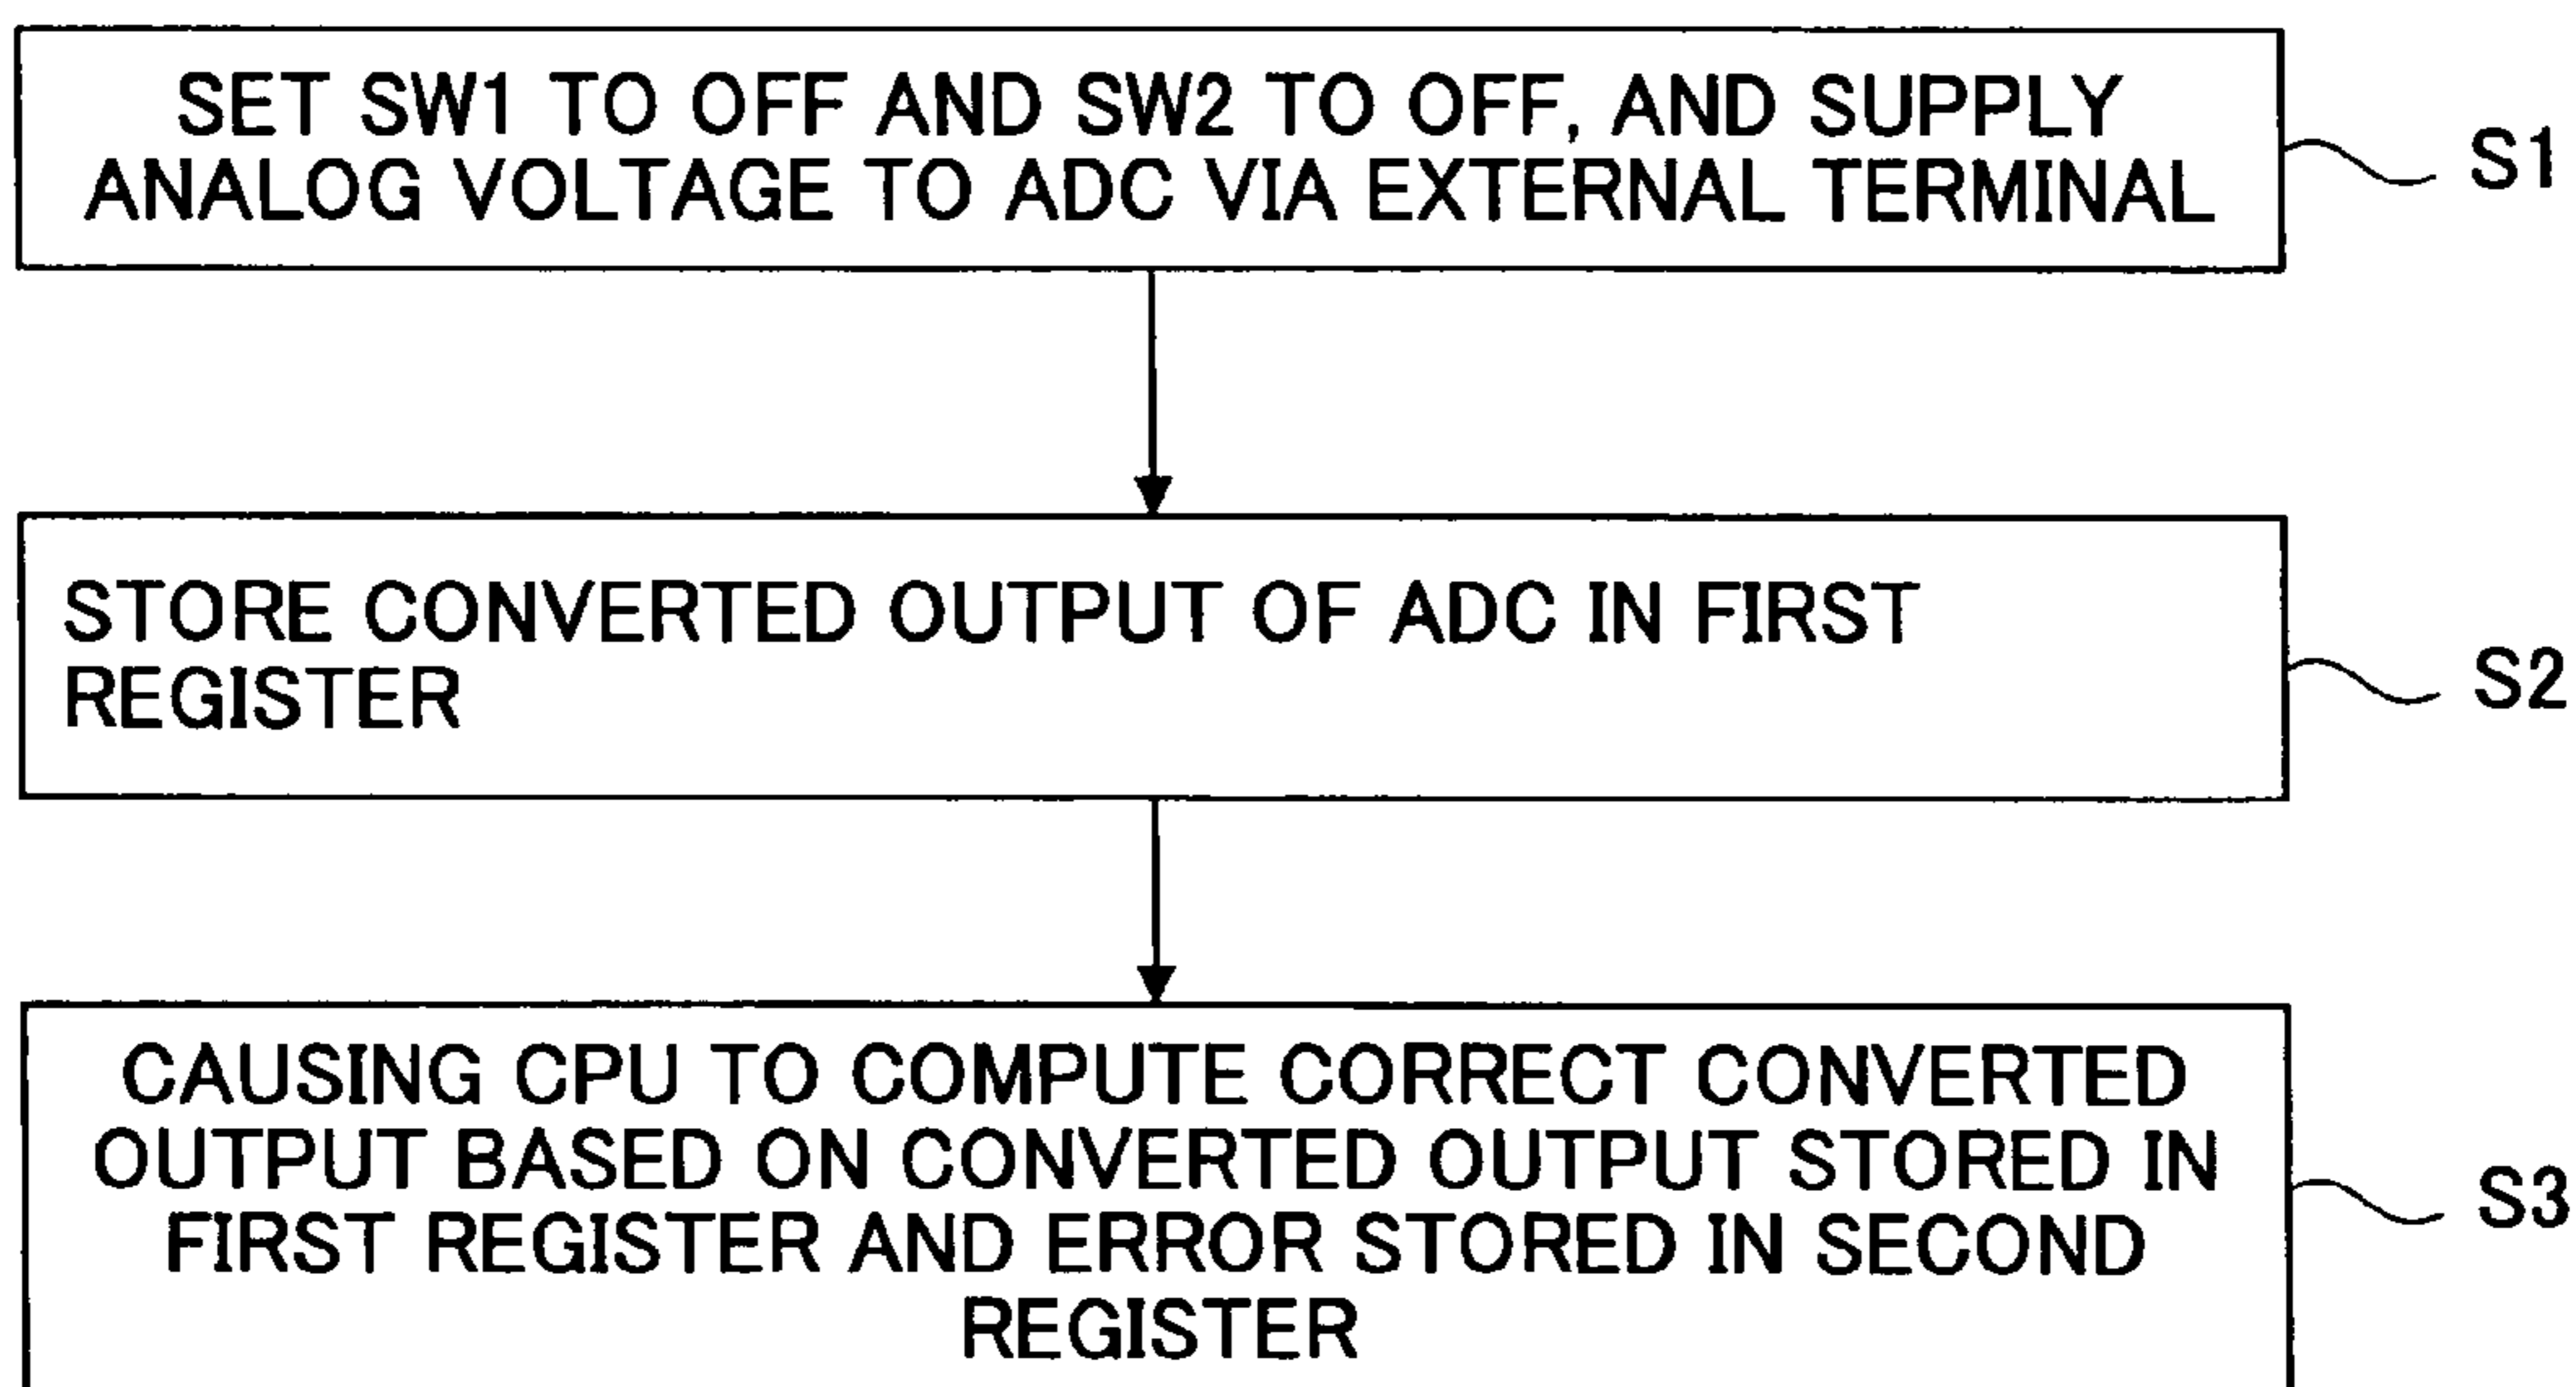 SET SW1 TO OFF AND SW2 TO OFF, AND SUPPLY
ANALOG VOLTAGE TO ADC VIA EXTERNAL TERMINAL
S1
STORE CONVERTED OUTPUT OF ADC IN FIRST
REGISTER
S2
CAUSING CPU TO COMPUTE CORRECT CONVERTED
OUTPUT BASED ON CONVERTED OUTPUT STORED IN
FIRST REGISTER AND ERROR STORED IN SECOND
REGISTER
S3